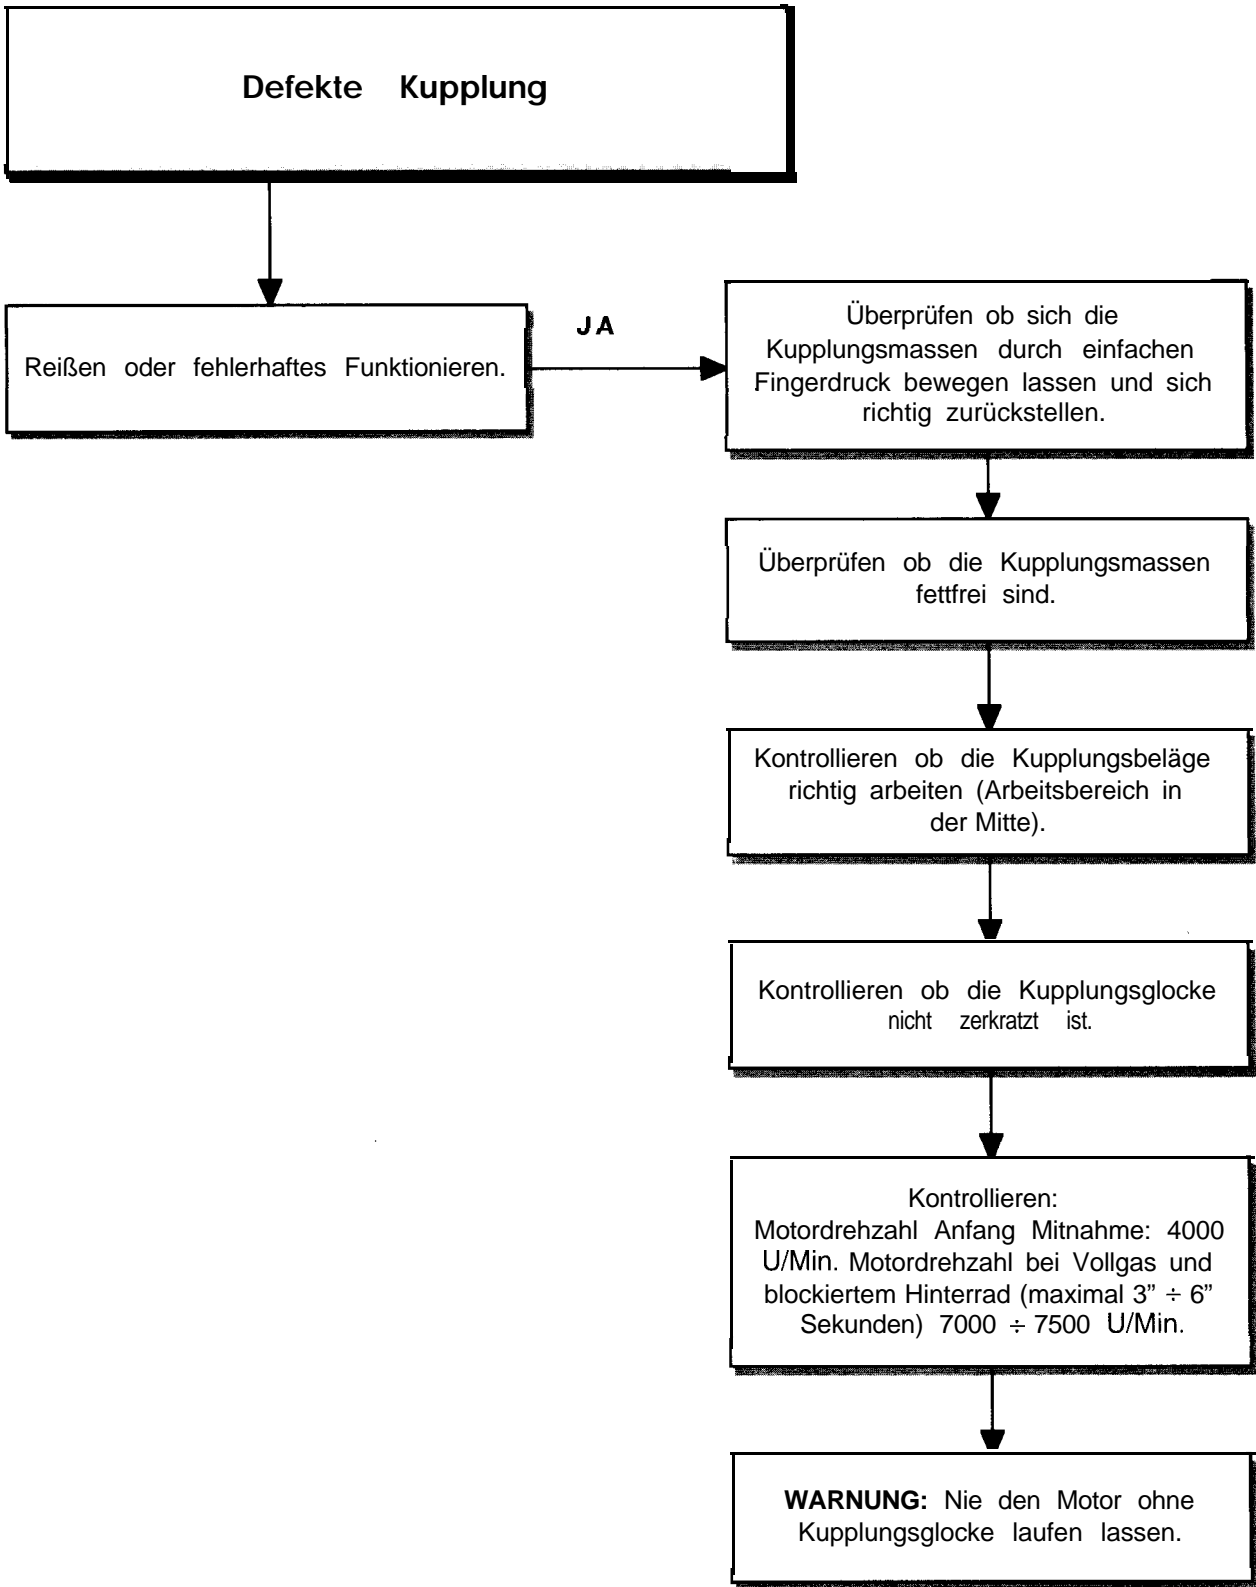 Defekte Kupplung
Reißen oder fehlerhaftes Funktionieren.
JA
Überprüfen ob sich die
Kupplungsmassen durch einfachen
Fingerdruck bewegen lassen und sich
richtig zurückstellen.
Überprüfen ob die Kupplungsmassen
fettfrei sind.
Kontrollieren ob die Kupplungsbeläge
richtig arbeiten (Arbeitsbereich in
der Mitte).
Kontrollieren ob die Kupplungsglocke
nicht zerkratzt ist.
Kontrollieren:
Motordrehzahl Anfang Mitnahme: 4000
U/Min. Motordrehzahl bei Vollgas und
blockiertem Hinterrad (maximal 3” ÷ 6”
Sekunden) 7000 ÷ 7500 U/Min.
WARNUNG: Nie den Motor ohne
Kupplungsglocke laufen lassen.